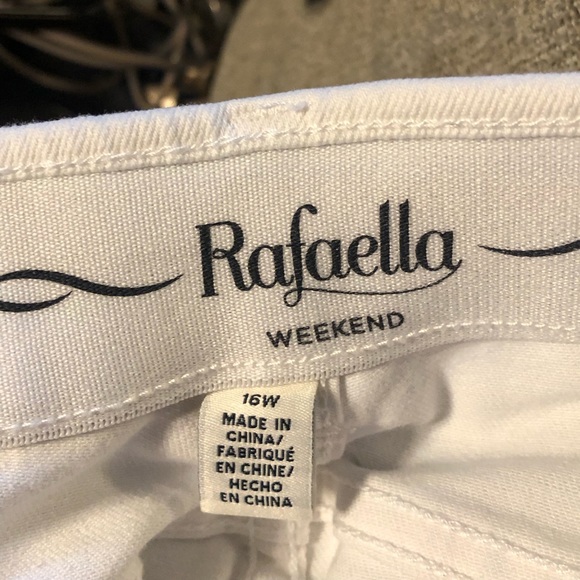 Rafaella
WEEKEND
16W
MADE IN
CHINA/
FABRIQUÉ
EN CHINE/
HECHO
EN CHINA